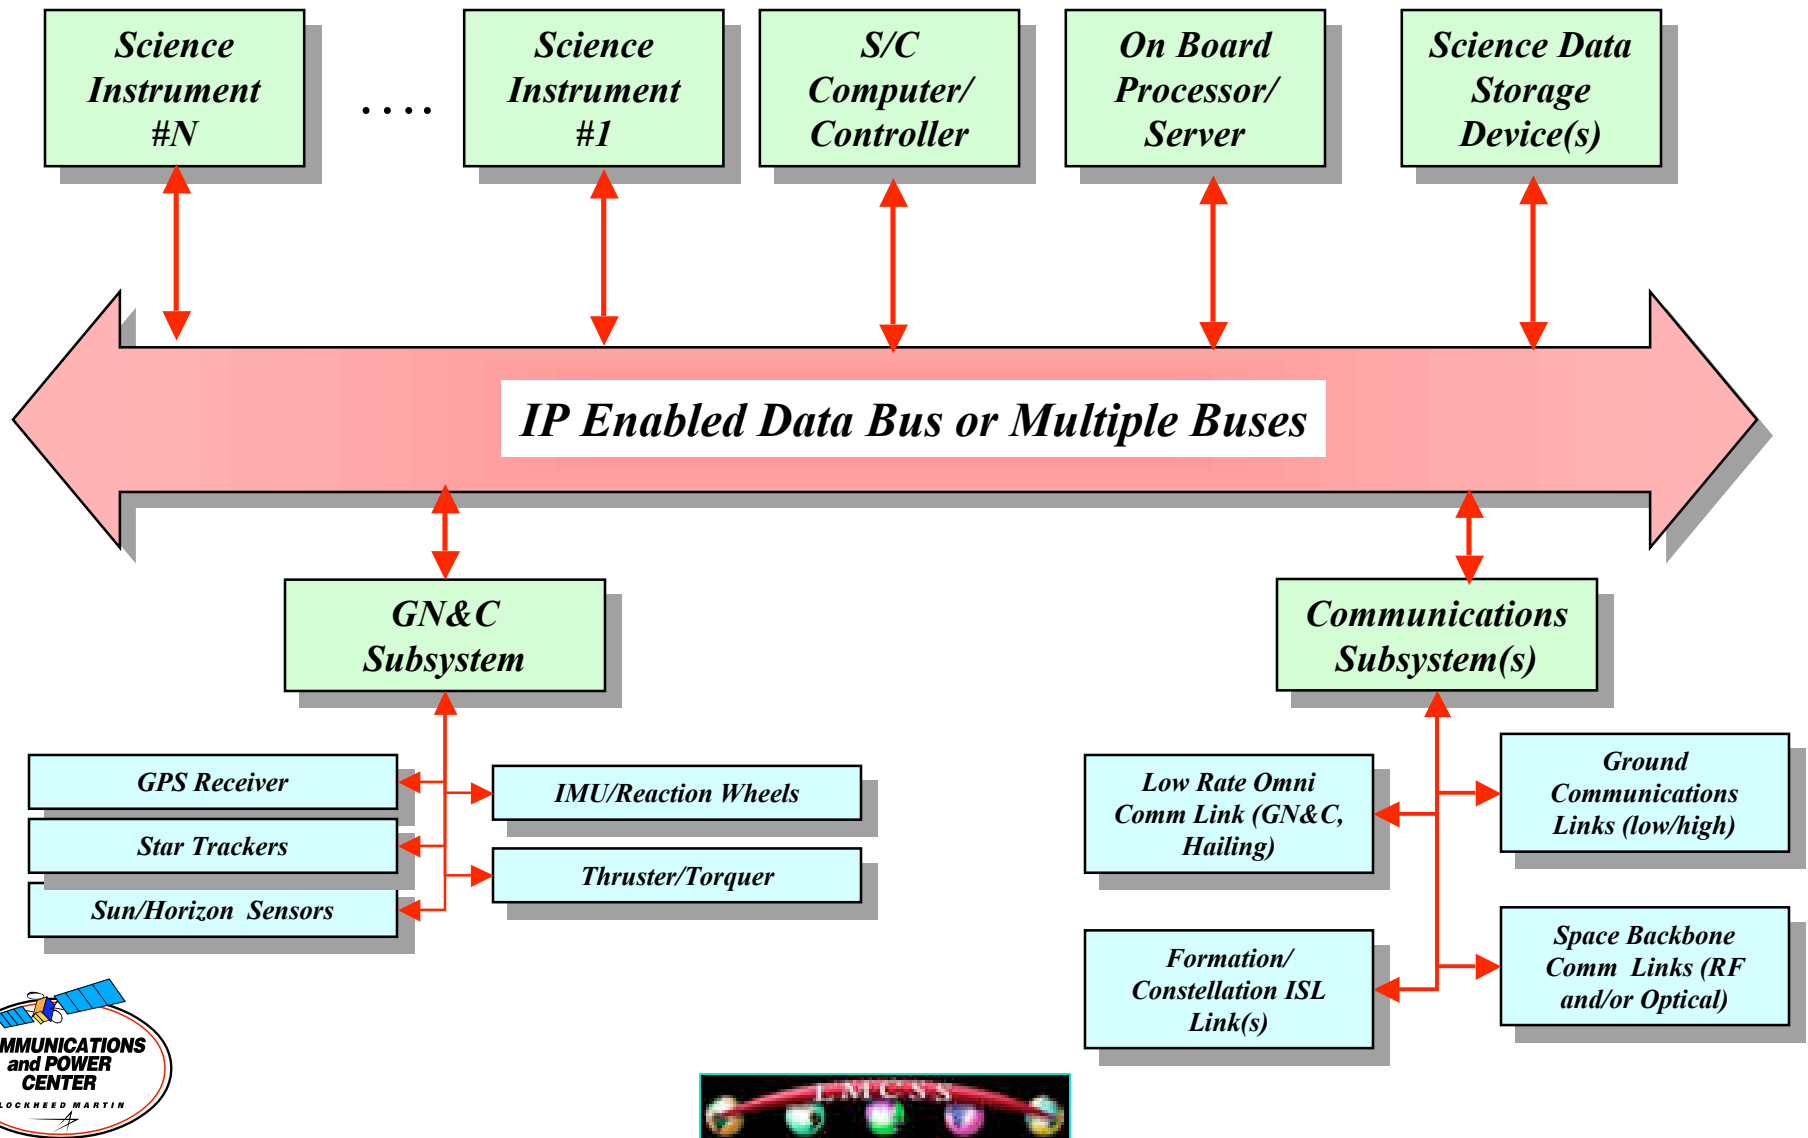 Science
Instrument
#N
. . . .
Science
Instrument
#1
S/C
Computer/
Controller
On Board
Processor/
Server
Science Data
Storage
Device(s)
IP Enabled Data Bus or Multiple Buses
GN&C
Subsystem
Communications
Subsystem(s)
GPS Receiver
Star Trackers
Sun/Horizon Sensors
IMU/Reaction Wheels
Thruster/Torquer
Low Rate Omni
Comm Link (GN&C,
Hailing)
Ground
Communications
Links (low/high)
Formation/
Constellation ISL
Link(s)
Space Backbone
Comm Links (RF
and/or Optical)
MMUNICATIONS
and POWER
CENTER
LOCKHEED MARTIN
LMCSS